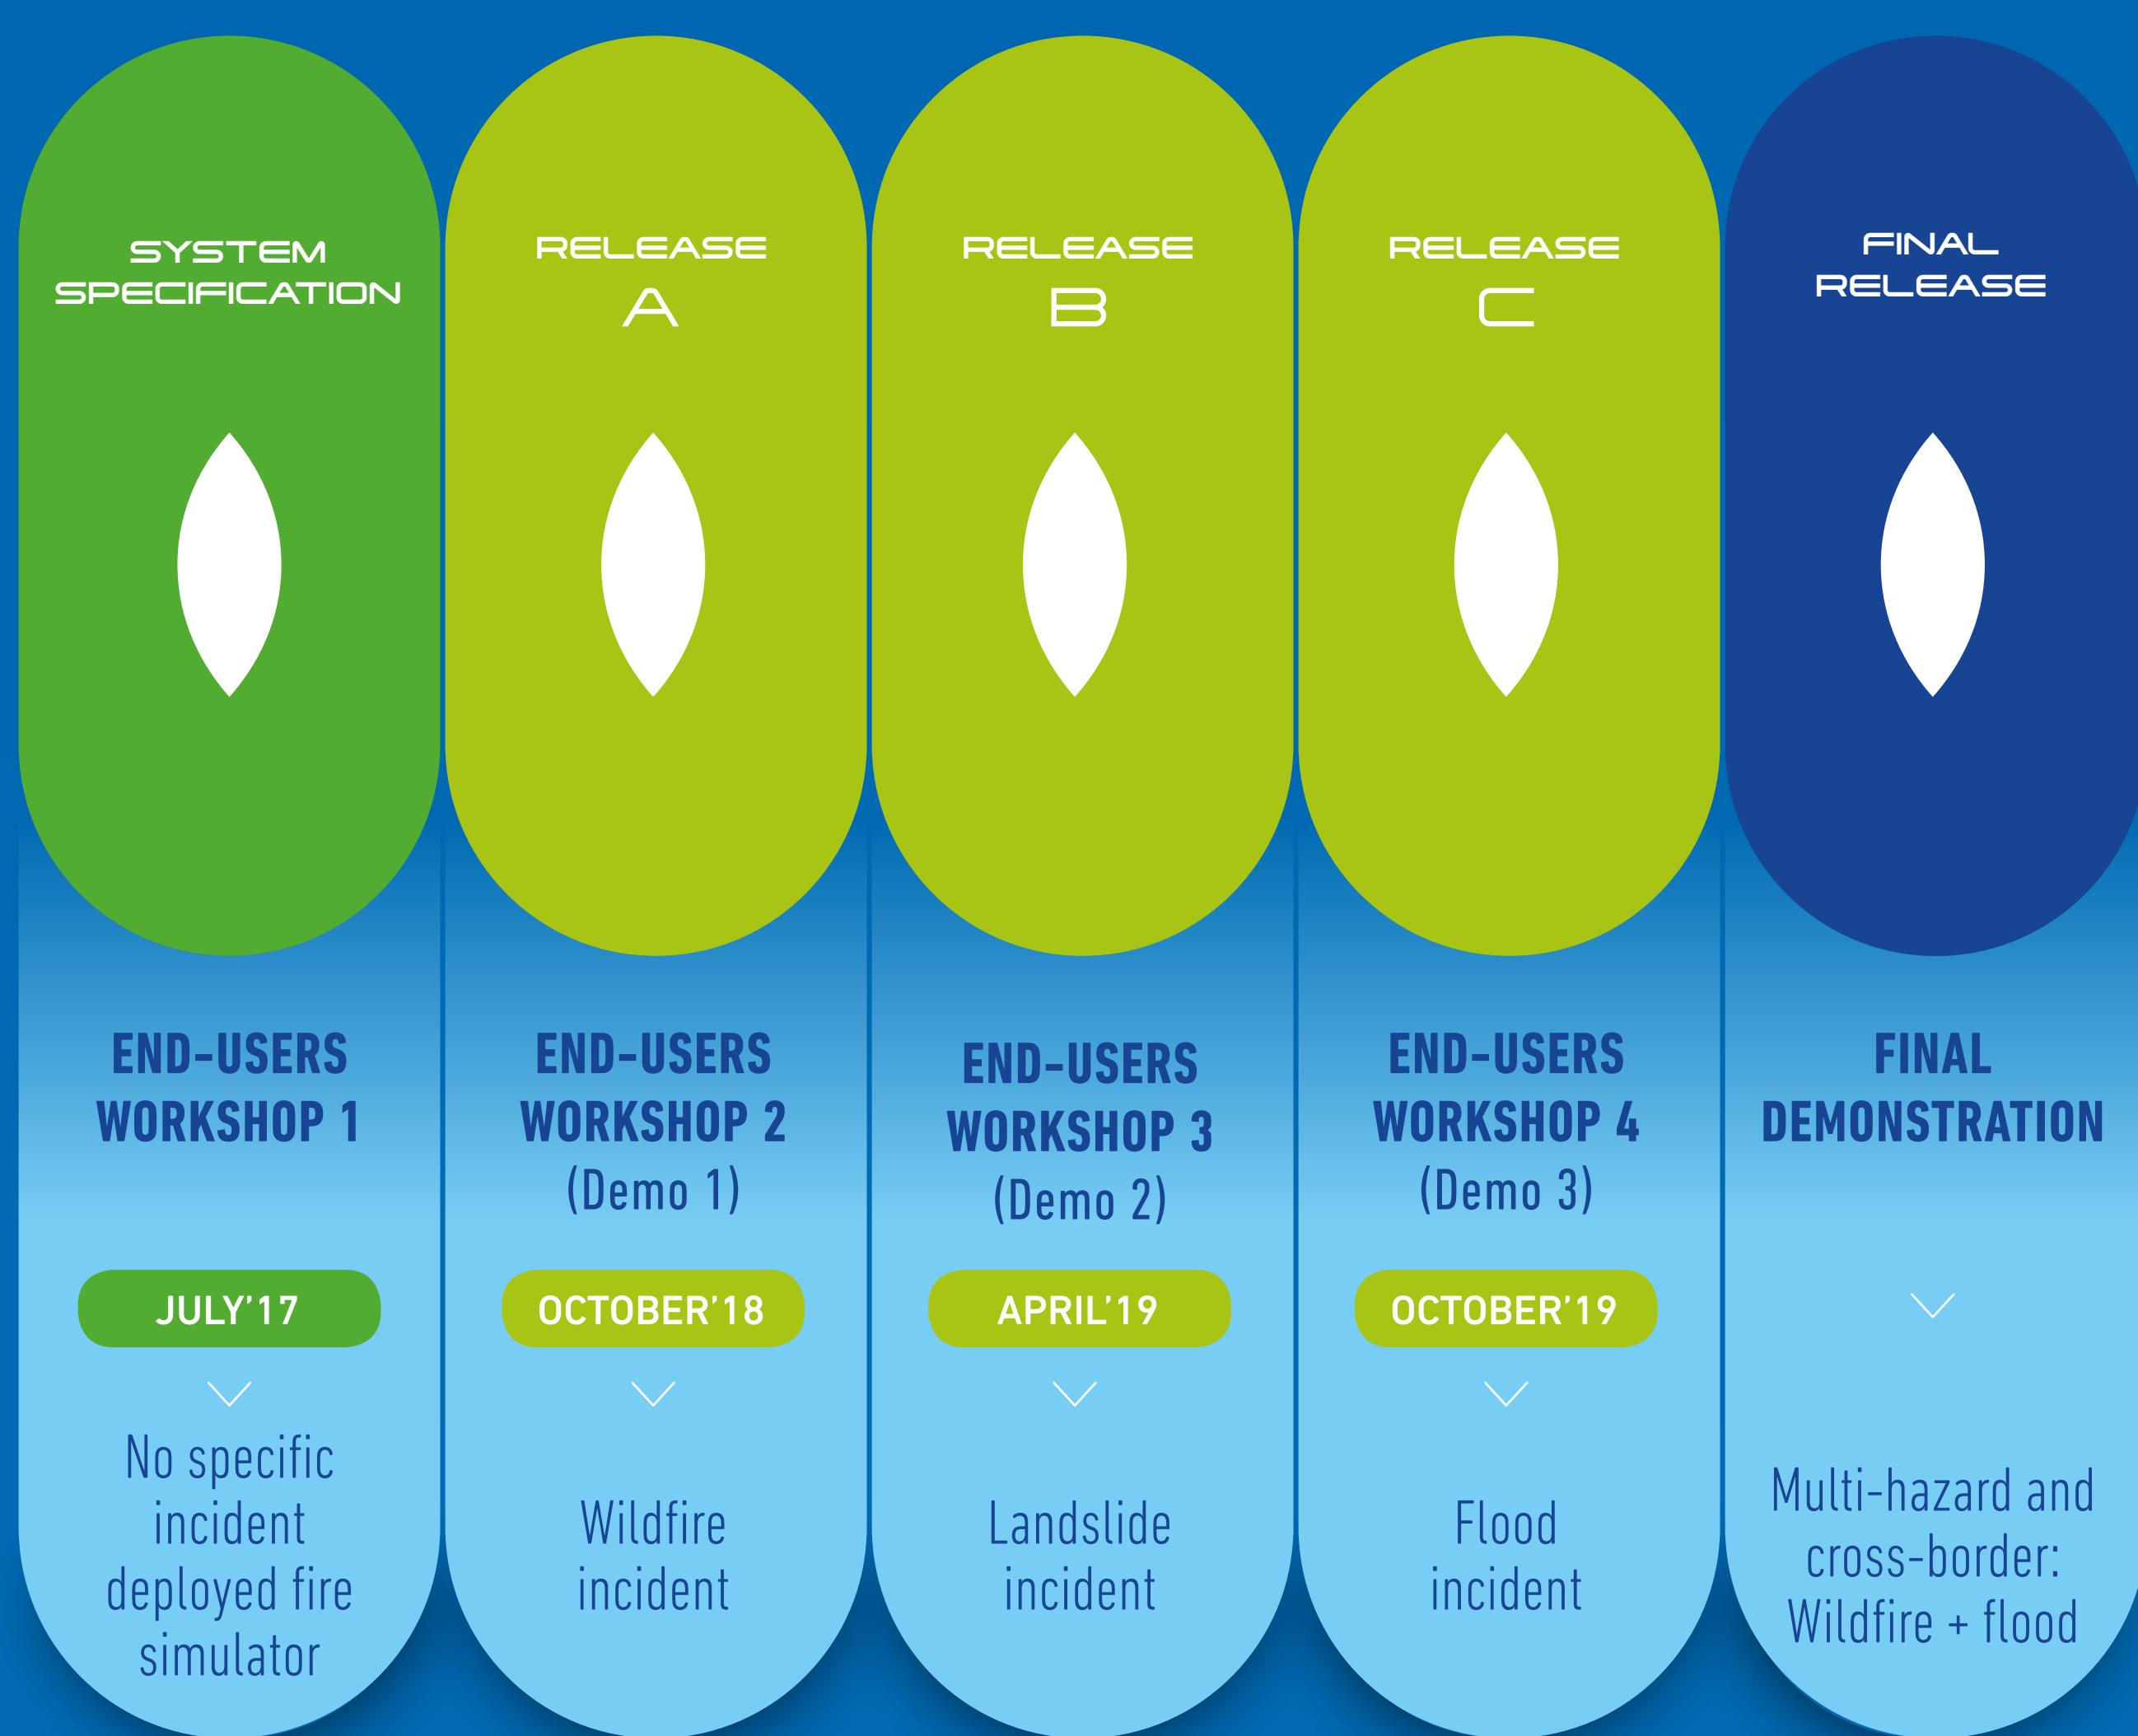 SYSTEM
SPECIFICATION
END-USERS
WORKSHOP 1
JULY'17
No specific
incident
deployed fire
simulator
RELEASE
A
END-USERS
WORKSHOP 2
(Demo 1)
OCTOBER'18
Wildfire
incident
RELEASE
B
END-USERS
WORKSHOP 3
(Demo 2)
APRIL'19
Landslide
incident
RELEASE
C
END-USERS
WORKSHOP 4
(Demo 3)
OCTOBER'19
Flood
incident
FINAL
RELEASE
FINAL
DEMONSTRATION
Multi-hazard and
cross-border:
Wildfire + flood